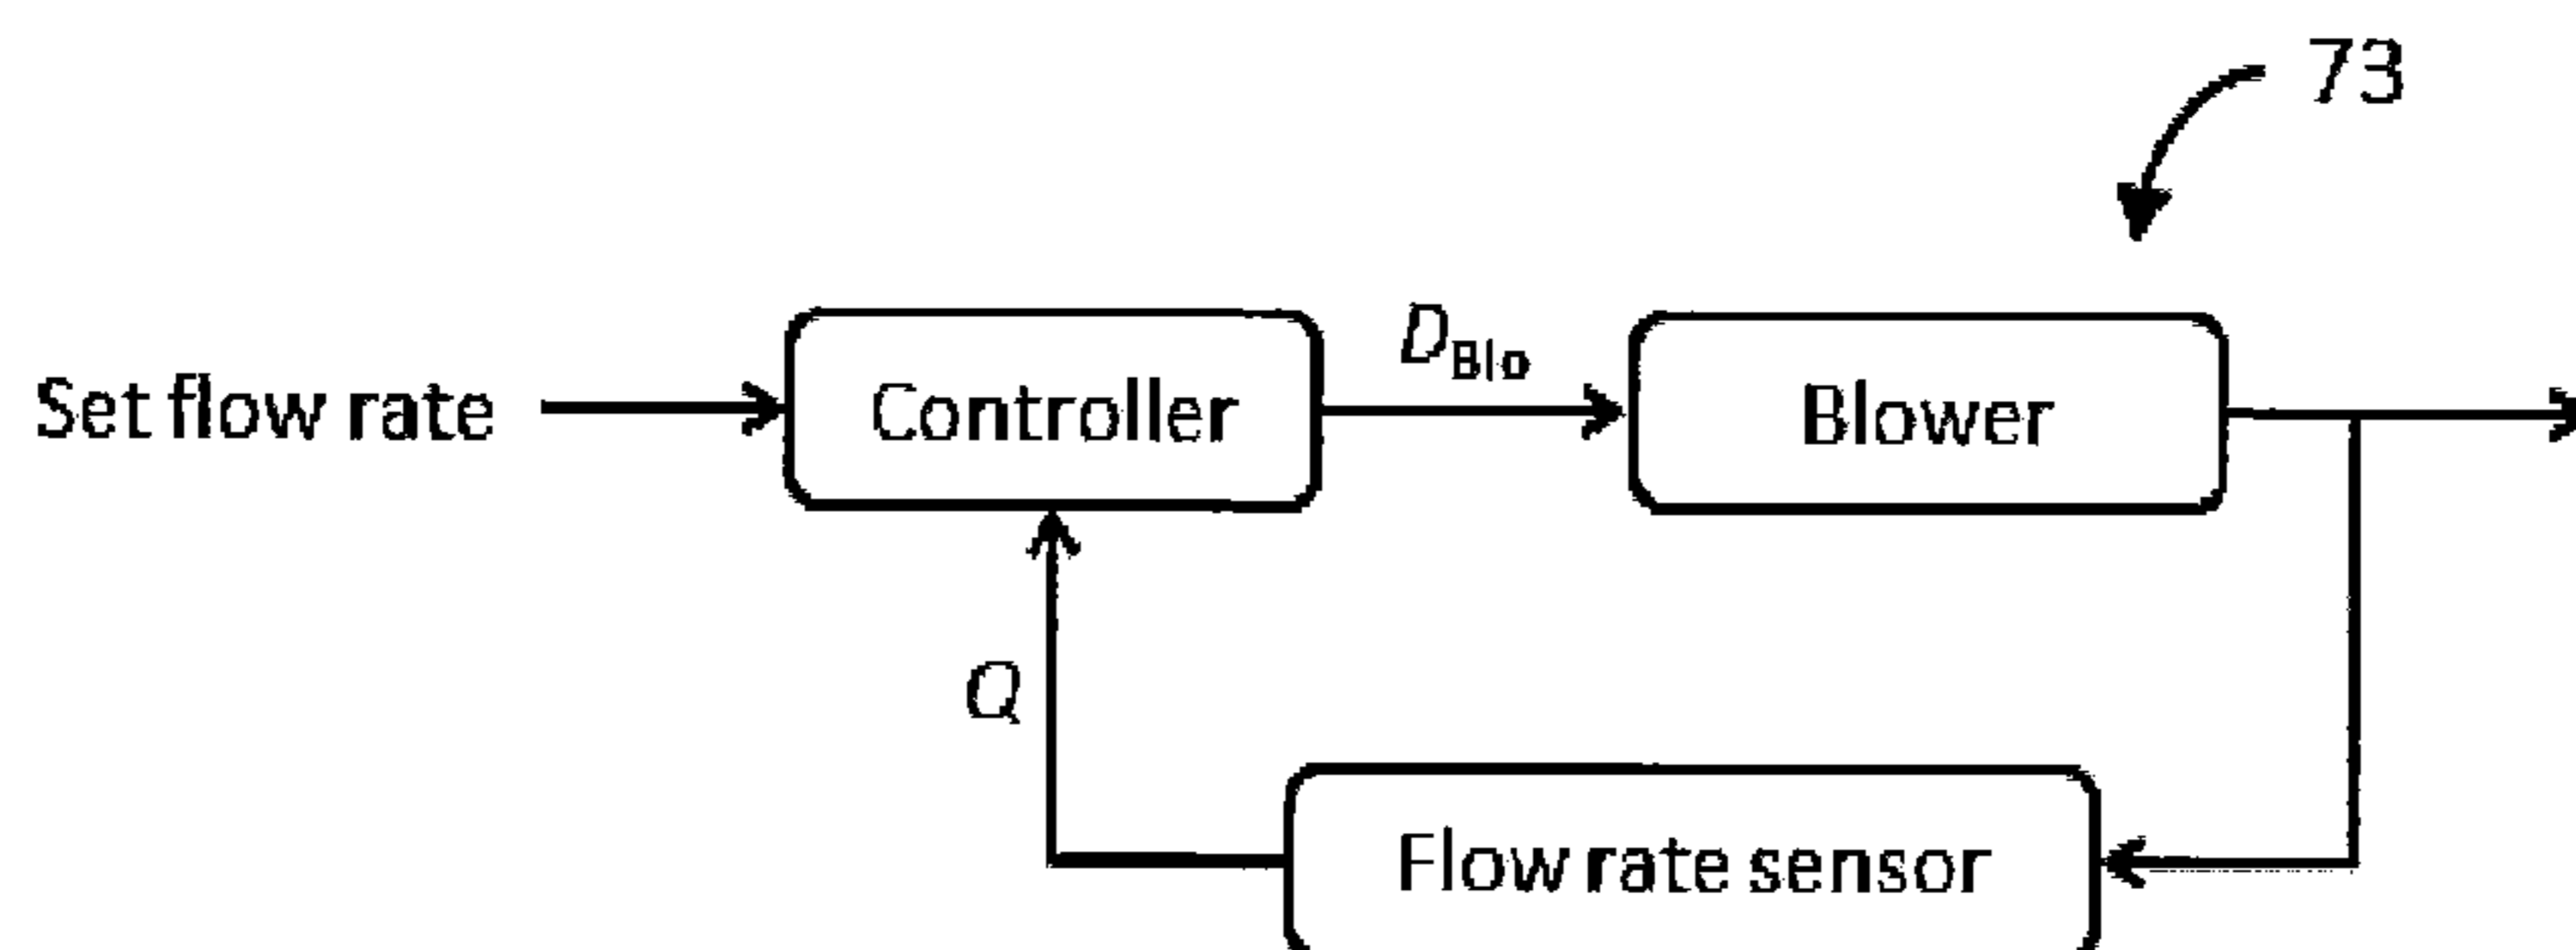 73
Set flow rate
Controller
D_Blo
Blower
Q
Flow rate sensor